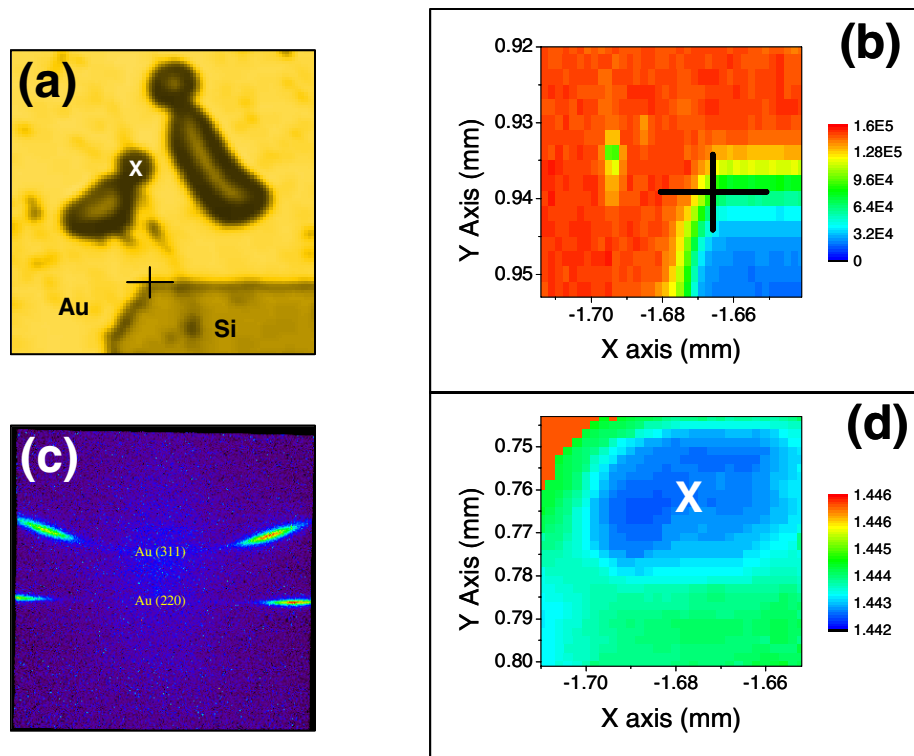 (a)
X
Au
Si
(b)
0.92
0.93
0.94
0.95
Y Axis (mm)
-1.70
-1.68
-1.66
X axis (mm)
1.6E5
1.28E5
9.6E4
3.2E4
0
(c)
Au (311)
Au (220)
(d)
0.75
0.76
0.77
0.78
0.79
0.80
Y Axis (mm)
X
-1.70
-1.68
-1.66
X axis (mm)
1.446
1.446
1.445
1.444
1.443
1.442